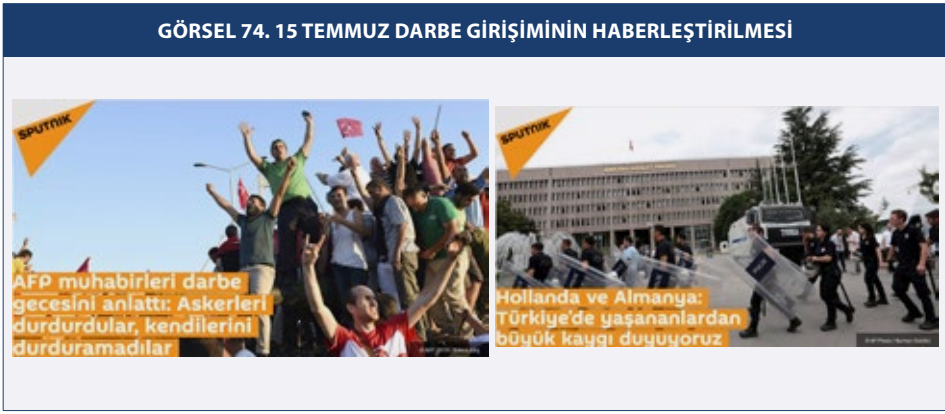 GÖRSEL 74. 15 TEMMUZ DARBE GİRİŞİMİNİN HABERLEŞTİRİLMESİ
SPUTNIK
AFP muhabirleri darbe
gecesini anlattı: Askerleri
durdurdular, kendilerini
durduramadılar
SPUTNIK
Hollanda ve Almanya:
Türkiye'de yaşananlardan
büyük kaygı duyuyoruz